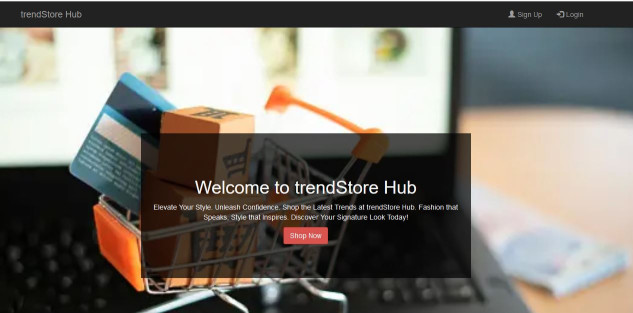 trendStore Hub
Sign Up
Login
Welcome to trendStore Hub
Elevate Your Style. Unleash Confidence. Shop the Latest Trends at trendStore Hub. Fashion that
Speaks. Style that Inspires. Discover Your Signature Look Today!
Shop Now